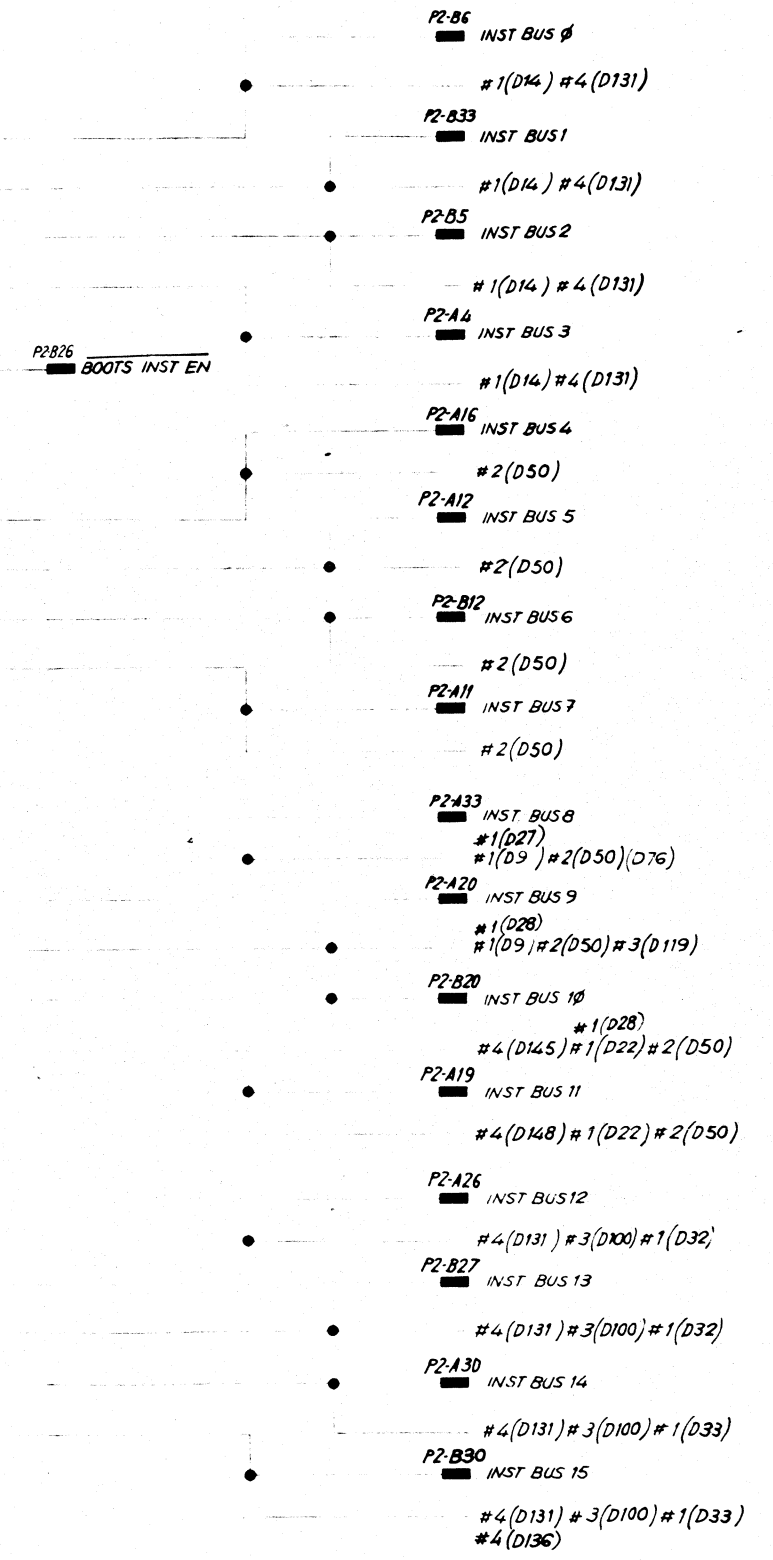 P2-B6
INST BUS Ø
#1(D14) #4(D131)
P2-B33
INST BUS 1
#1(D14) #4(D131)
P2-B5
INST BUS 2
#1(D14) #4(D131)
P2-A4
INST BUS 3
P2-B26
BOOTS INST EN
#1(D14) #4(D131)
P2-A16
INST BUS 4
#2(D50)
P2-A12
INST BUS 5
#2(D50)
P2-B12
INST BUS 6
#2(D50)
P2-A11
INST BUS 7
#2(D50)
P2-A33
INST BUS 8
#1(D27)
#1(D9) #2(D50)(D76)
P2-A20
INST BUS 9
#1(D28)
#1(D9) #2(D50) #3(D119)
P2-B20
INST BUS 1Ø
#1(D28)
#4(D145) #1(D22) #2(D50)
P2-A19
INST BUS 11
#4(D148) #1(D22) #2(D50)
P2-A26
INST BUS 12
#4(D131) #3(D100) #1(D32)
P2-B27
INST BUS 13
#4(D131) #3(D100) #1(D32)
P2-A30
INST BUS 14
#4(D131) #3(D100) #1(D33)
P2-B30
INST BUS 15
#4(D131) #3(D100) #1(D33)
#4(D136)